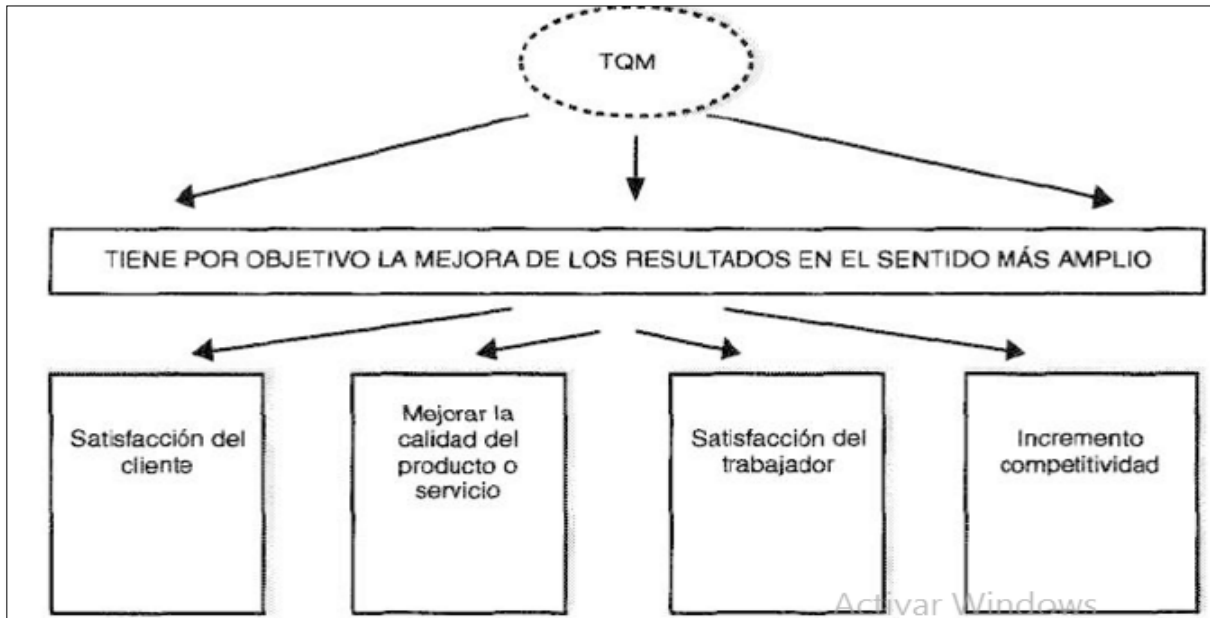 TQM
TIENE POR OBJETIVO LA MEJORA DE LOS RESULTADOS EN EL SENTIDO MÁS AMPLIO
Satisfacción del
cliente
Mejorar la
calidad del
producto o
servicio
Satisfacción del
trabajador
Incremento
competitividad
Activar Windows